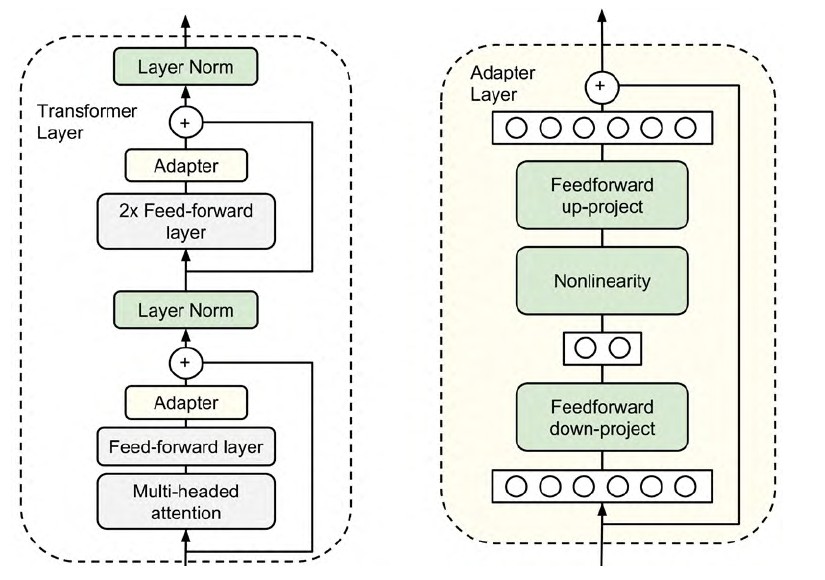 Layer Norm
Transformer
Layer
+
Adapter
2x Feed-forward
layer
Layer Norm
+
Adapter
Feed-forward layer
Multi-headed
attention
Adapter
Layer
+
Feedforward
up-project
Nonlinearity
Feedforward
down-project